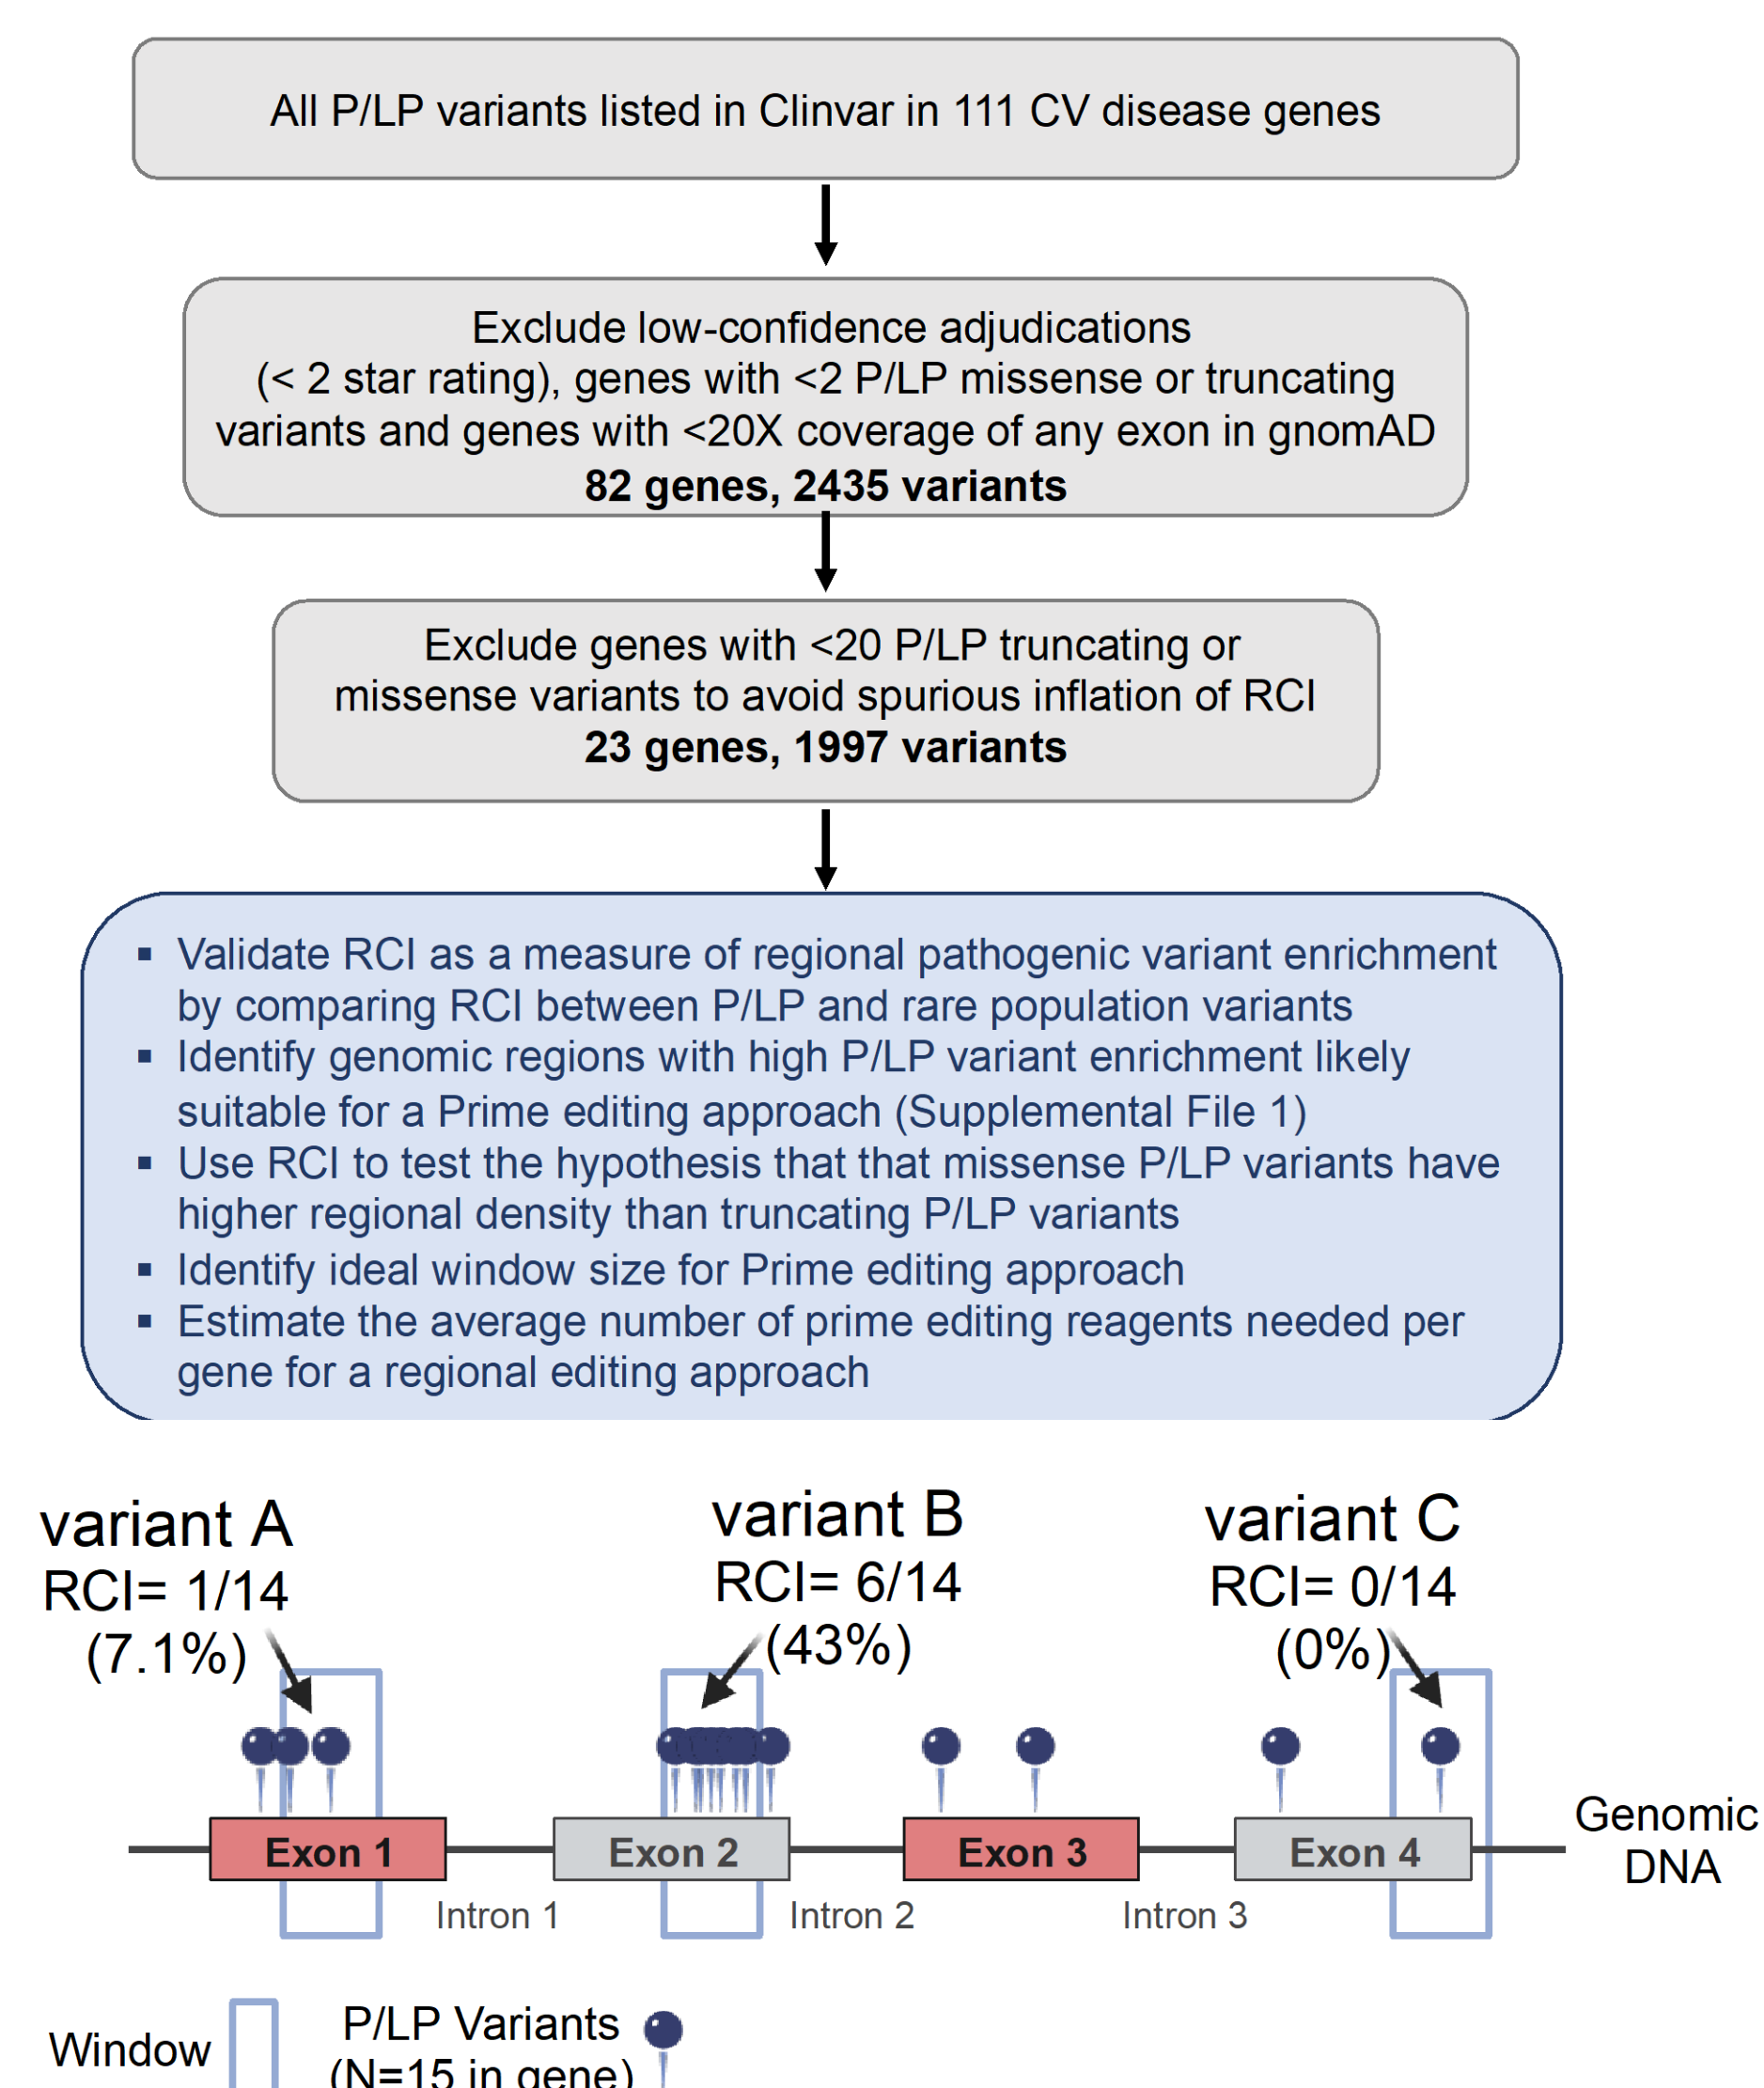 All P/LP variants listed in Clinvar in 111 CV disease genes
Exclude low-confidence adjudications
(< 2 star rating), genes with <2 P/LP missense or truncating
variants and genes with <20X coverage of any exon in gnomAD
82 genes, 2435 variants
Exclude genes with <20 P/LP truncating or
missense variants to avoid spurious inflation of RCI
23 genes, 1997 variants
▪ Validate RCI as a measure of regional pathogenic variant enrichment
by comparing RCI between P/LP and rare population variants
▪ Identify genomic regions with high P/LP variant enrichment likely
suitable for a Prime editing approach (Supplemental File 1)
▪ Use RCI to test the hypothesis that that missense P/LP variants have
higher regional density than truncating P/LP variants
▪ Identify ideal window size for Prime editing approach
▪ Estimate the average number of prime editing reagents needed per
gene for a regional editing approach
variant A
RCI= 1/14
(7.1%)
variant B
RCI= 6/14
(43%)
variant C
RCI= 0/14
(0%)
Exon 1
Exon 2
Exon 3
Exon 4
Genomic
DNA
Intron 1
Intron 2
Intron 3
Window
P/LP Variants
(N=15 in gene)